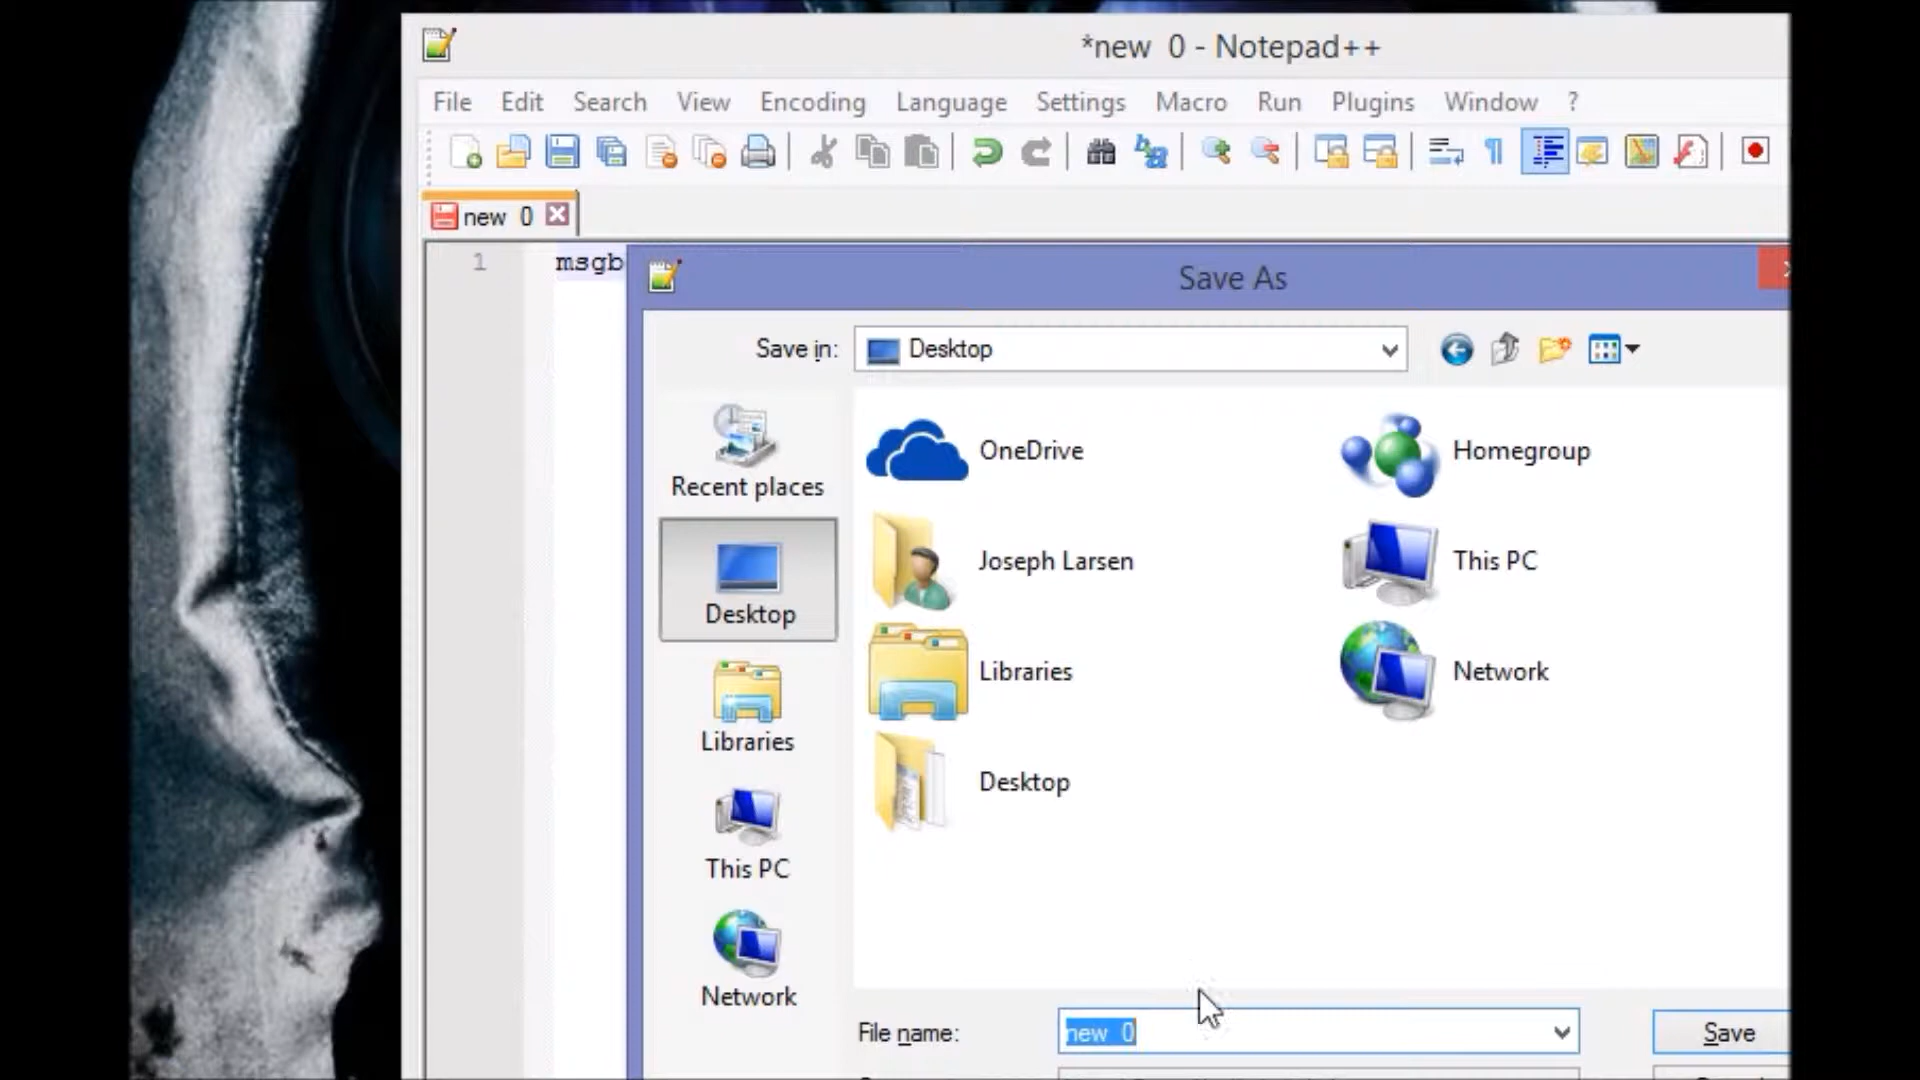 *new 0 - Notepad++
File Edit Search View Encoding Language Settings Macro Run Plugins Window ?
new 0
1 msgb
Save As
Save in: Desktop
Recent places
Desktop
Libraries
This PC
Network
OneDrive
Homegroup
Joseph Larsen
This PC
Libraries
Network
Desktop
File name: new 0 Save